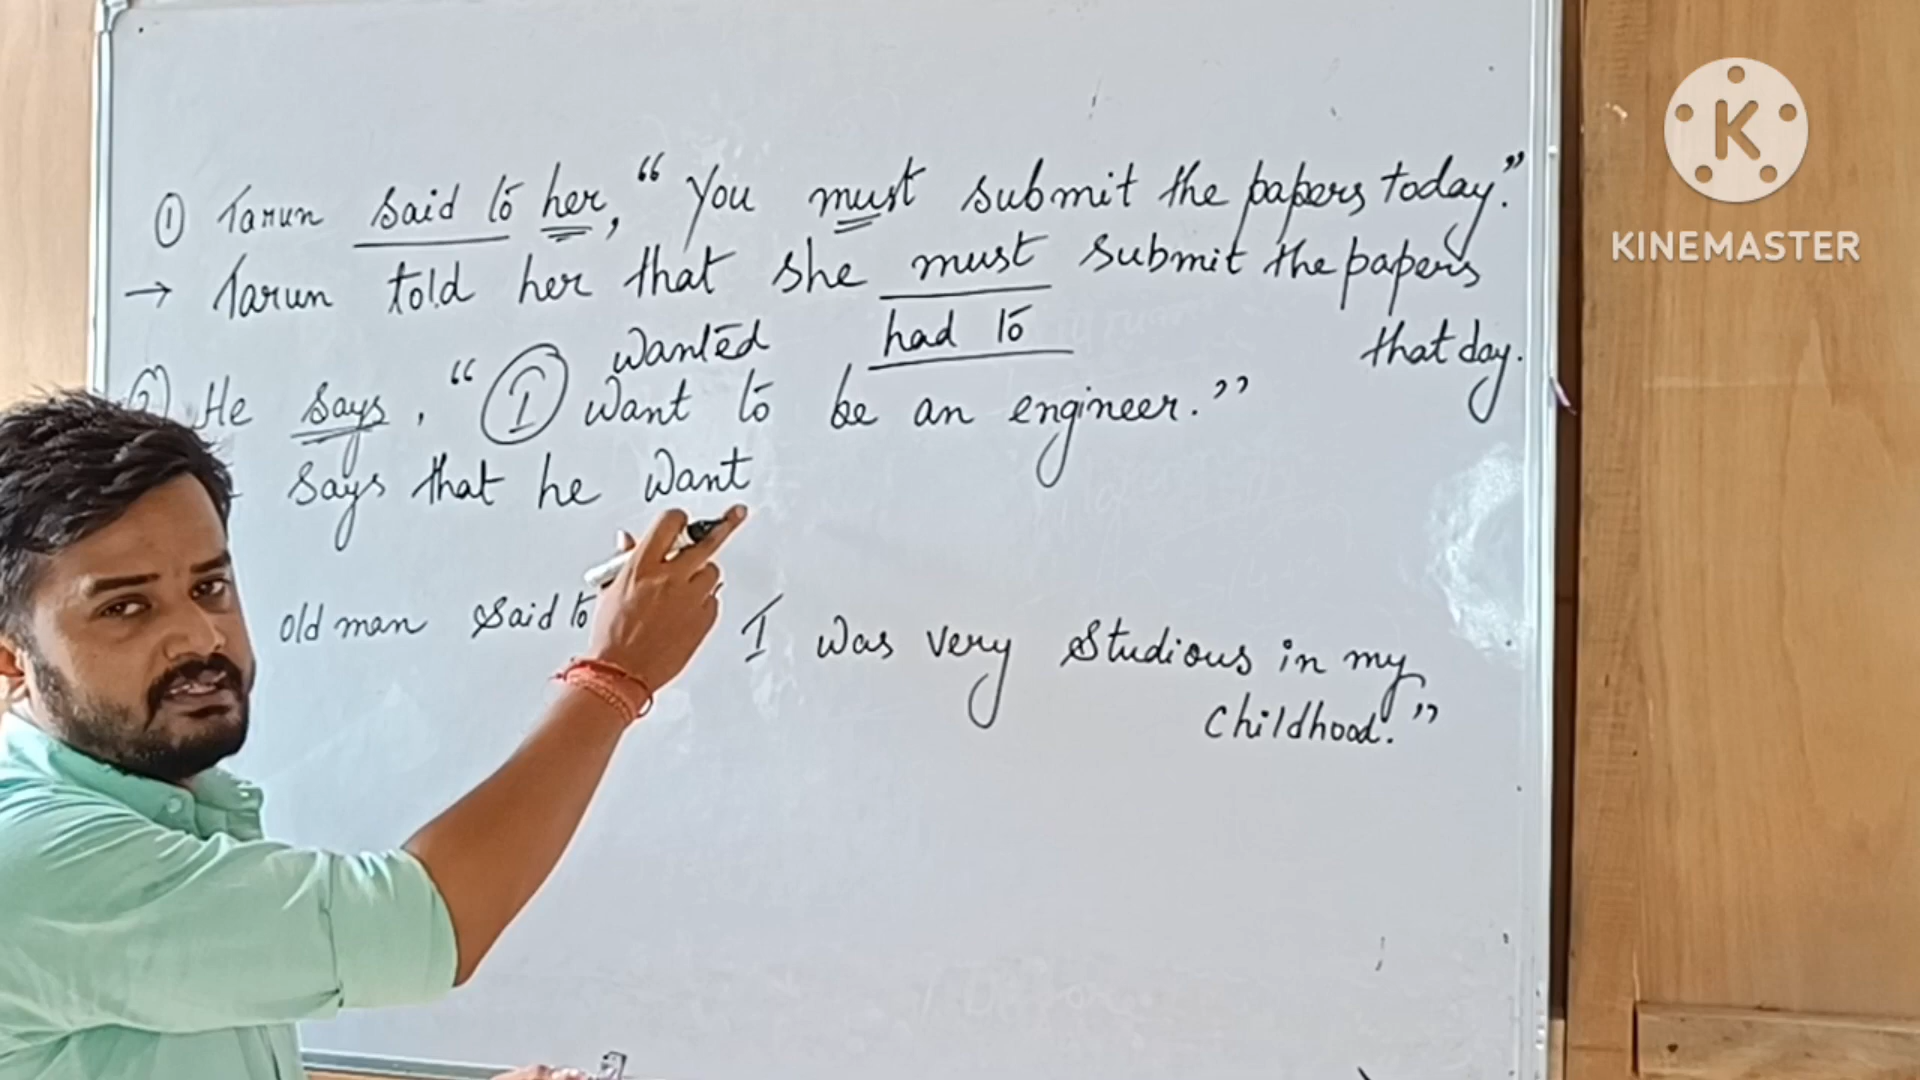 ① Tarun said to her, “You must submit the papers today.”
→ Tarun told her that she must submit the papers
had to
that day.
wanted
② He says, “I want to be an engineer.”
says that he want
old man said to I was very studious in my
childhood.”
K
KINEMASTER